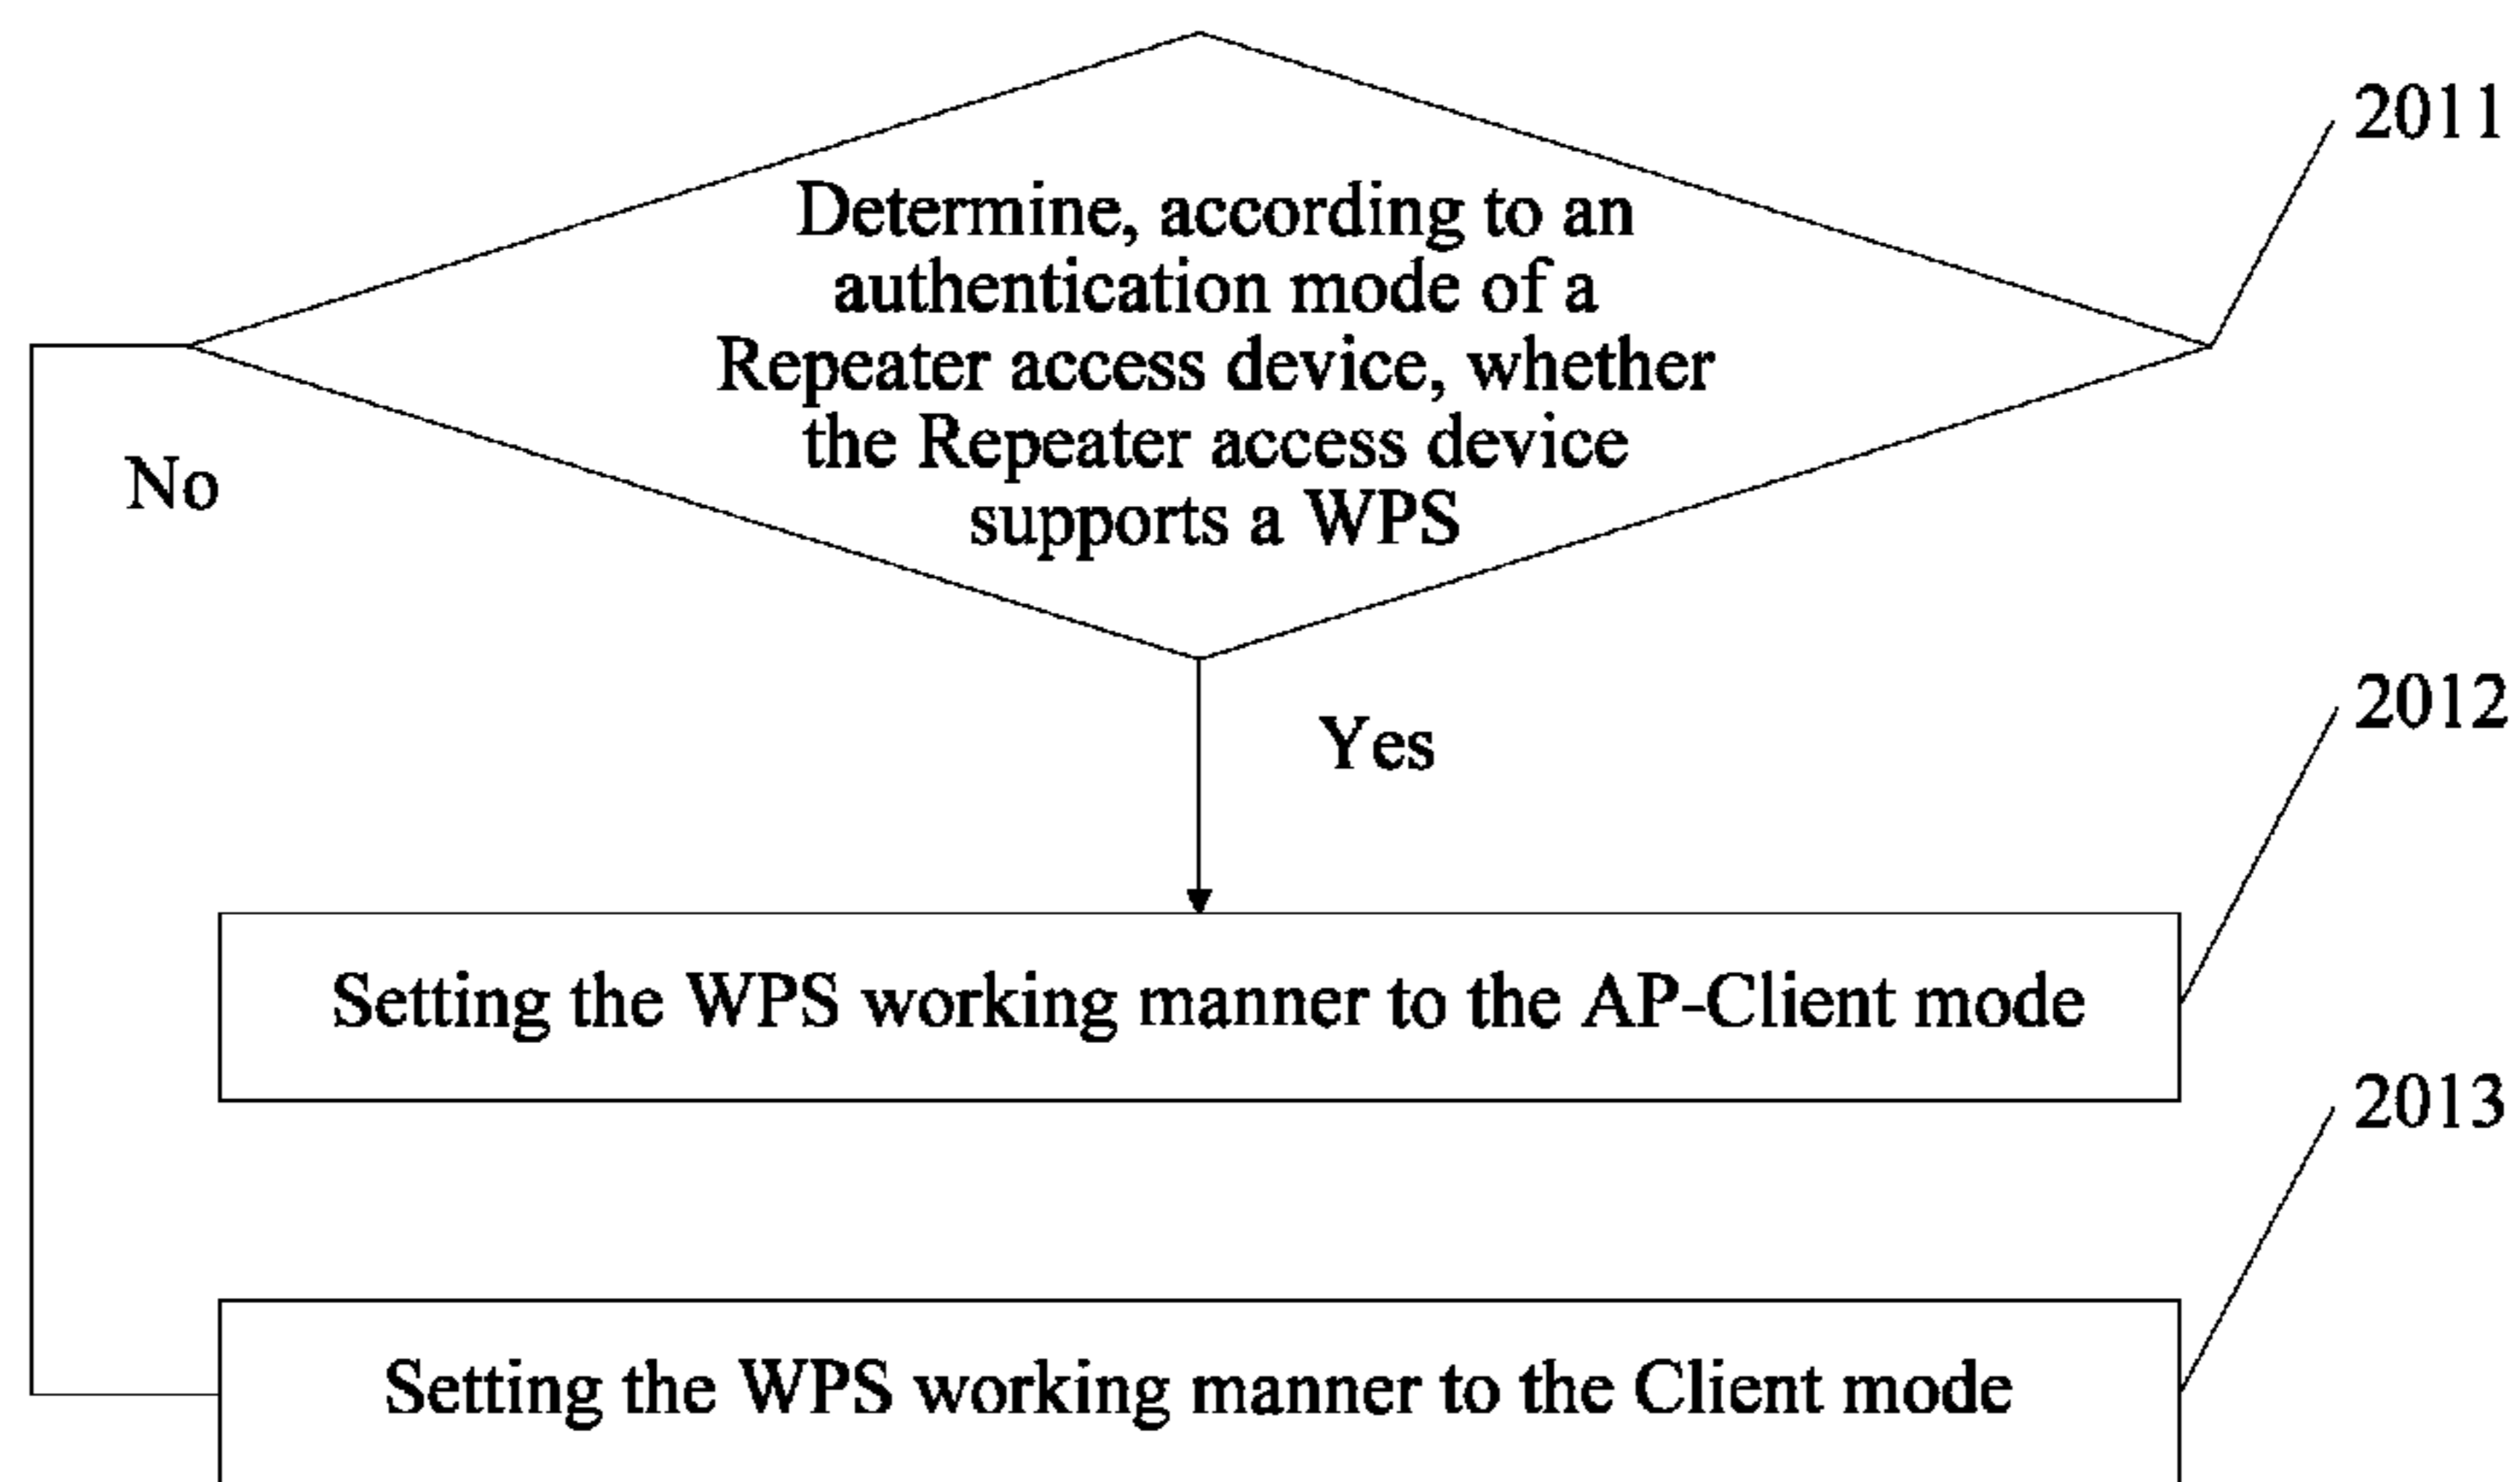 2011
Determine, according to an
authentication mode of a
Repeater access device, whether
the Repeater access device
supports a WPS
No
Yes
2012
Setting the WPS working manner to the AP-Client mode
2013
Setting the WPS working manner to the Client mode